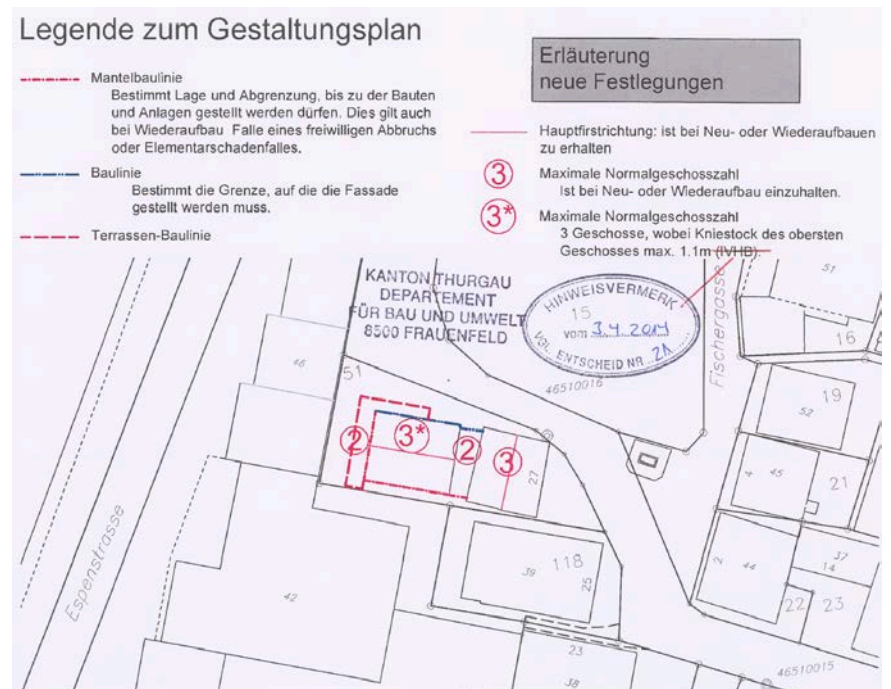 Legende zum Gestaltungsplan
Mantelbaulinie
Bestimmt Lage und Abgrenzung, bis zu der Bauten
und Anlagen gestellt werden dürfen. Dies gilt auch
bei Wiederaufbau Falle eines freiwilligen Abbruchs
oder Elementarschadenfalles.
Baulinie
Bestimmt die Grenze, auf die die Fassade
gestellt werden muss.
Terrassen-Baulinie
Erläuterung
neue Festlegungen
Hauptfirstrichtung: ist bei Neu- oder Wiederaufbauen
zu erhalten
3
Maximale Normalgeschosszahl
Ist bei Neu- oder Wiederaufbau einzuhalten.
3*
Maximale Normalgeschosszahl
3 Geschosse, wobei Kniestock des obersten
Geschosses max. 1.1m (IVHB).
KANTON THURGAU
DEPARTEMENT
FÜR BAU UND UMWELT
8500 FRAUENFELD
HINWEISVERMERK
15
vom 3.4.2014
VGL. ENTSCHEID NR. 21
46510016
Fischergasse
51
16
46
51
2
3*
2
3
27
19
52
4
45
21
Espenstrasse
42
39
118
25
2
44
37
14
22
23
23
38
46510015